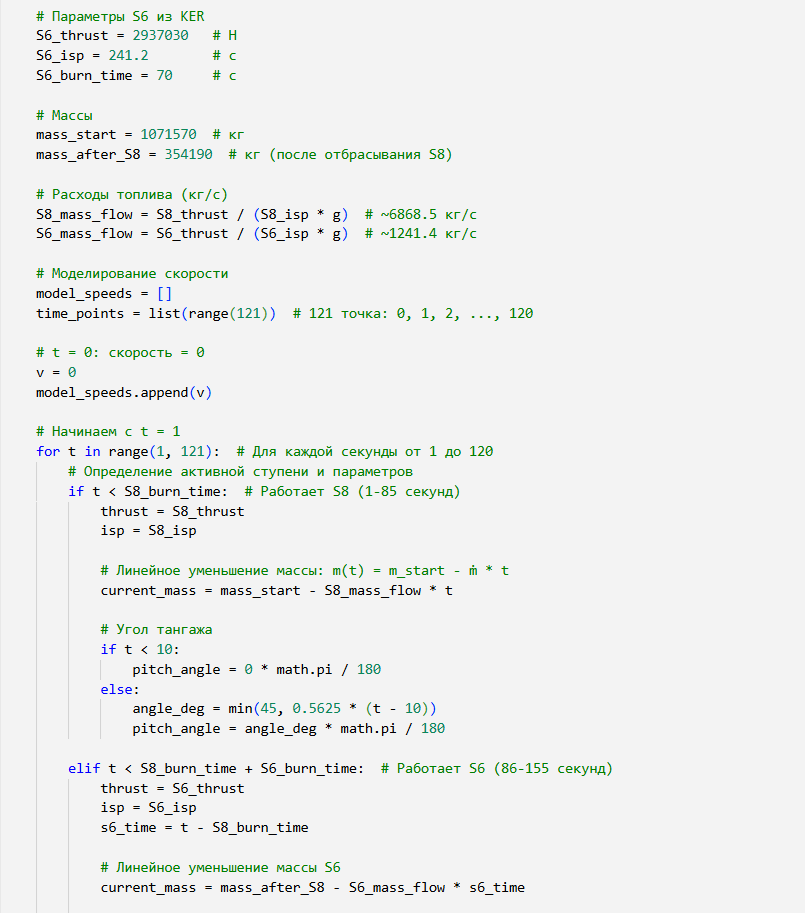 # Параметры S6 из KER
S6_thrust = 2937030   # Н
S6_isp = 241.2        # с
S6_burn_time = 70     # с
# Массы
mass_start = 1071570  # кг
mass_after_S8 = 354190  # кг (после отбрасывания S8)
# Расходы топлива (кг/с)
S8_mass_flow = S8_thrust / (S8_isp * g)  # ~6868.5 кг/с
S6_mass_flow = S6_thrust / (S6_isp * g)  # ~1241.4 кг/с
# Моделирование скорости
model_speeds = []
time_points = list(range(121))  # 121 точка: 0, 1, 2, ..., 120
# t = 0: скорость = 0
v = 0
model_speeds.append(v)
# Начинаем с t = 1
for t in range(1, 121):  # Для каждой секунды от 1 до 120
    # Определение активной ступени и параметров
    if t < S8_burn_time:  # Работает S8 (1-85 секунд)
        thrust = S8_thrust
        isp = S8_isp
        # Линейное уменьшение массы: m(t) = m_start - ṁ * t
        current_mass = mass_start - S8_mass_flow * t
        # Угол тангажа
        if t < 10:
            pitch_angle = 0 * math.pi / 180
        else:
            angle_deg = min(45, 0.5625 * (t - 10))
            pitch_angle = angle_deg * math.pi / 180
    elif t < S8_burn_time + S6_burn_time:  # Работает S6 (86-155 секунд)
        thrust = S6_thrust
        isp = S6_isp
        s6_time = t - S8_burn_time
        # Линейное уменьшение массы S6
        current_mass = mass_after_S8 - S6_mass_flow * s6_time